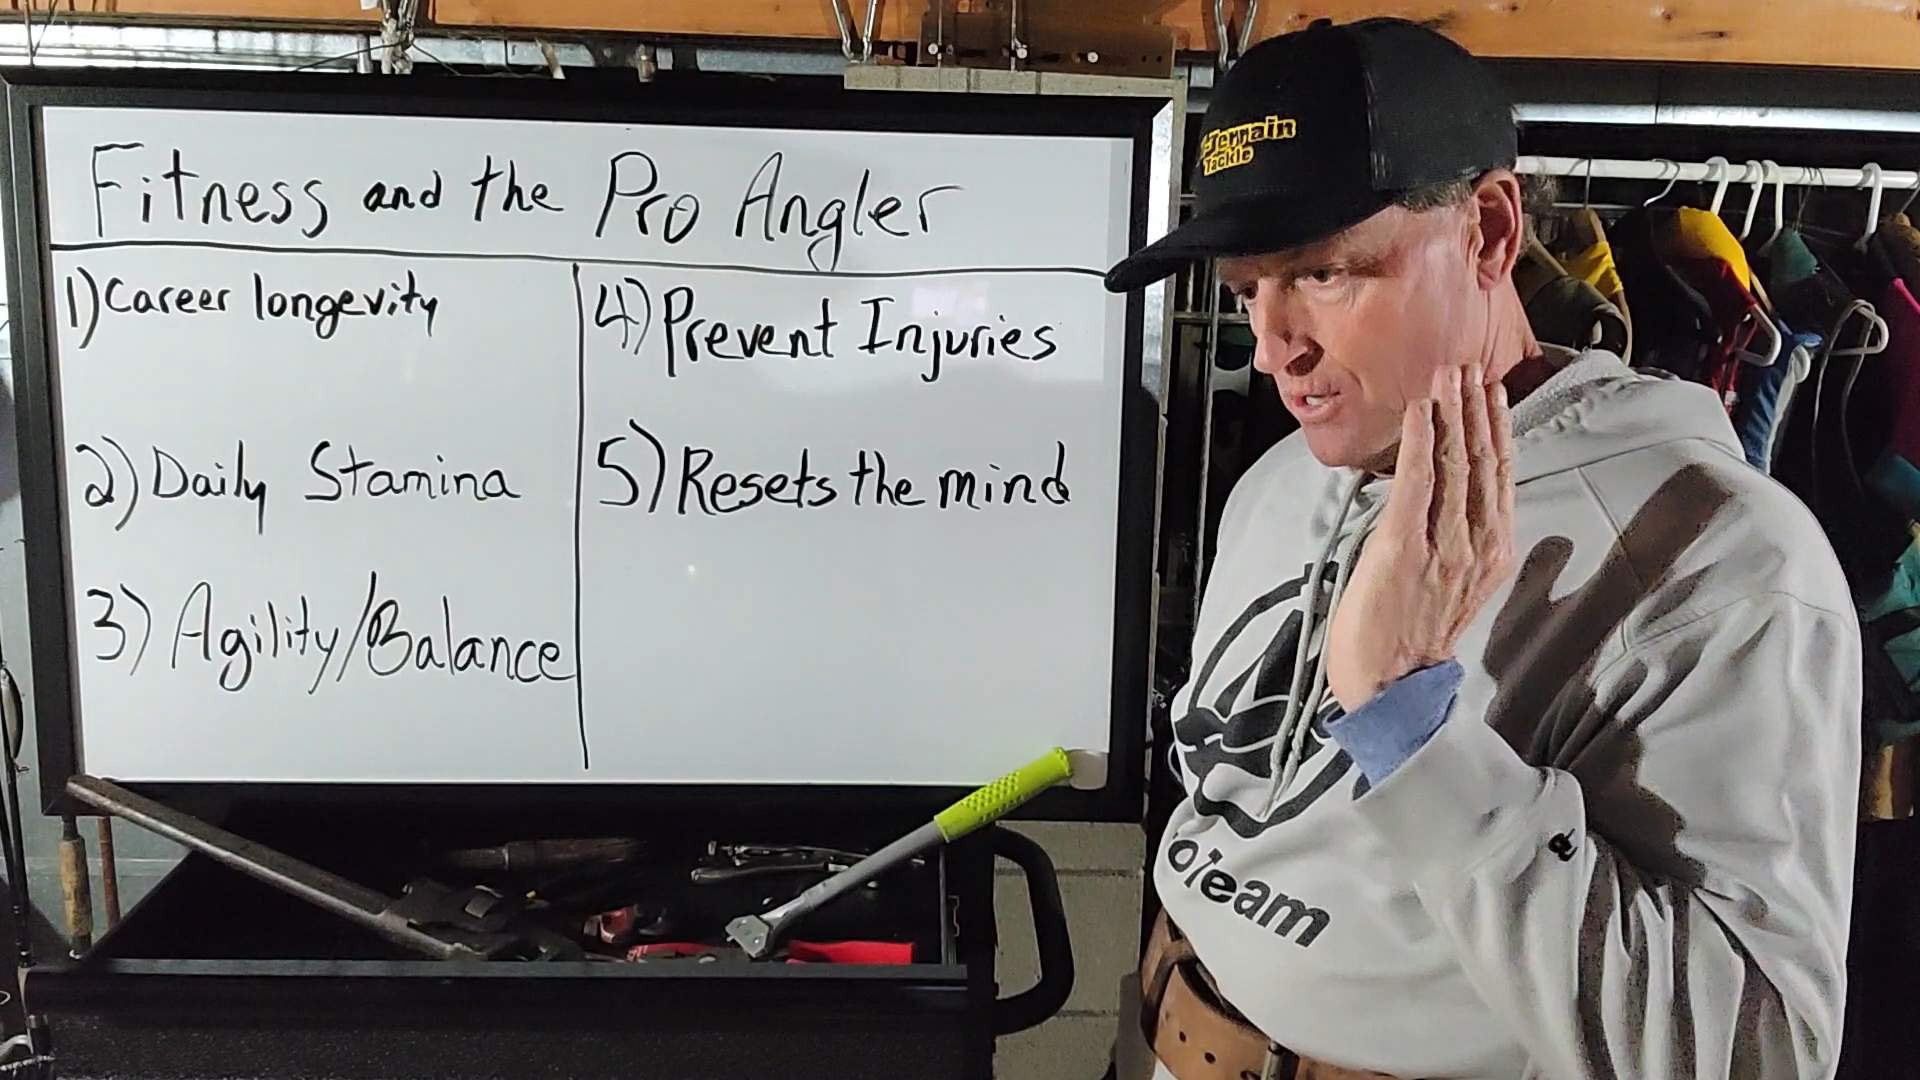 Fitness and the Pro Angler
1) Career longevity
2) Daily Stamina
3) Agility/Balance
4) Prevent Injuries
5) Resets the mind
-Terrain
Tackle
oTeam